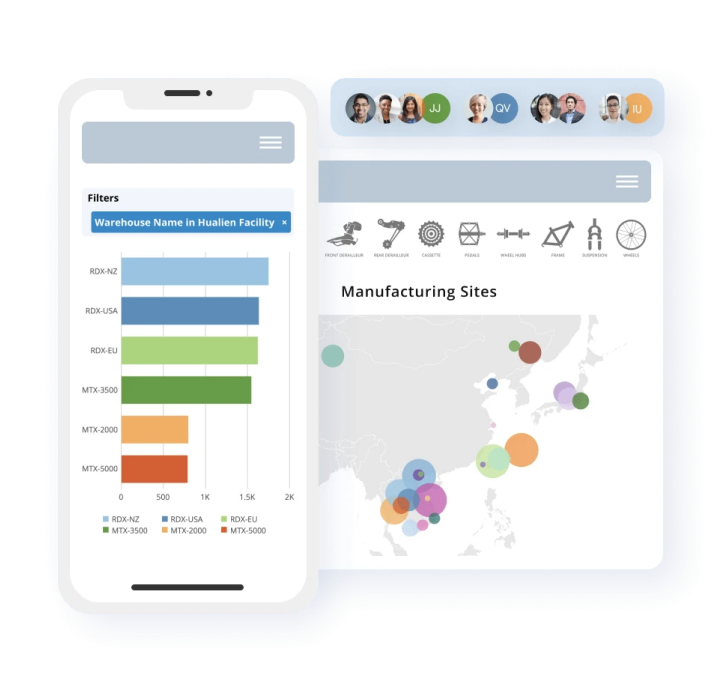 JJ
QV
IU
Filters
Warehouse Name in Hualien Facility ×
FRONT DERAILLEUR REAR DERAILLEUR CASSETTE PEDALS WHEEL HUBS FRAME SUSPENSION WHEELS
Manufacturing Sites
RDX-NZ
RDX-USA
RDX-EU
MTX-3500
MTX-2000
MTX-5000
0 500 1K 1.5K 2K
RDX-NZ RDX-USA RDX-EU
MTX-3500 MTX-2000 MTX-5000